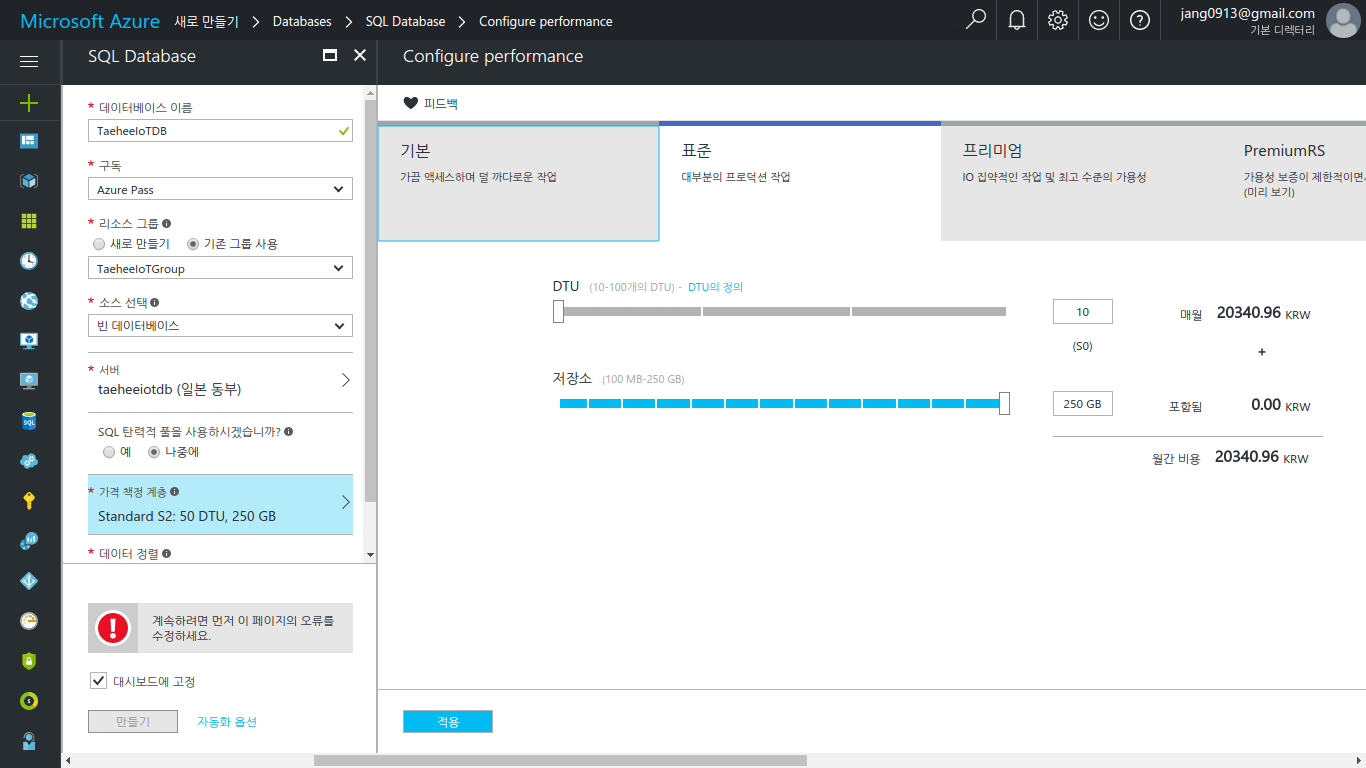 Microsoft Azure 새로 만들기 > Databases > SQL Database > Configure performance
jang0913@gmail.com
기본 디렉터리
SQL Database
* 데이터베이스 이름
TaeheeIoTDB
* 구독
Azure Pass
* 리소스 그룹
새로 만들기 기존 그룹 사용
TaeheeIoTGroup
* 소스 선택
빈 데이터베이스
* 서버
taeheeiotdb (일본 동부)
SQL 탄력적 풀을 사용하시겠습니까?
예 나중에
* 가격 책정 계층
Standard S2: 50 DTU, 250 GB
* 데이터 정렬
계속하려면 먼저 이 페이지의 오류를
수정하세요.
대시보드에 고정
만들기 자동화 옵션
Configure performance
피드백
기본
가끔 액세스하며 덜 까다로운 작업
표준
대부분의 프로덕션 작업
프리미엄
IO 집약적인 작업 및 최고 수준의 가용성
PremiumRS
가용성 보증이 제한적이면서
(미리 보기)
DTU (10-100개의 DTU) - DTU의 정의
10
(S0)
매월 20340.96 KRW
+
저장소 (100 MB-250 GB)
250 GB
포함됨 0.00 KRW
월간 비용 20340.96 KRW
적용
SQL